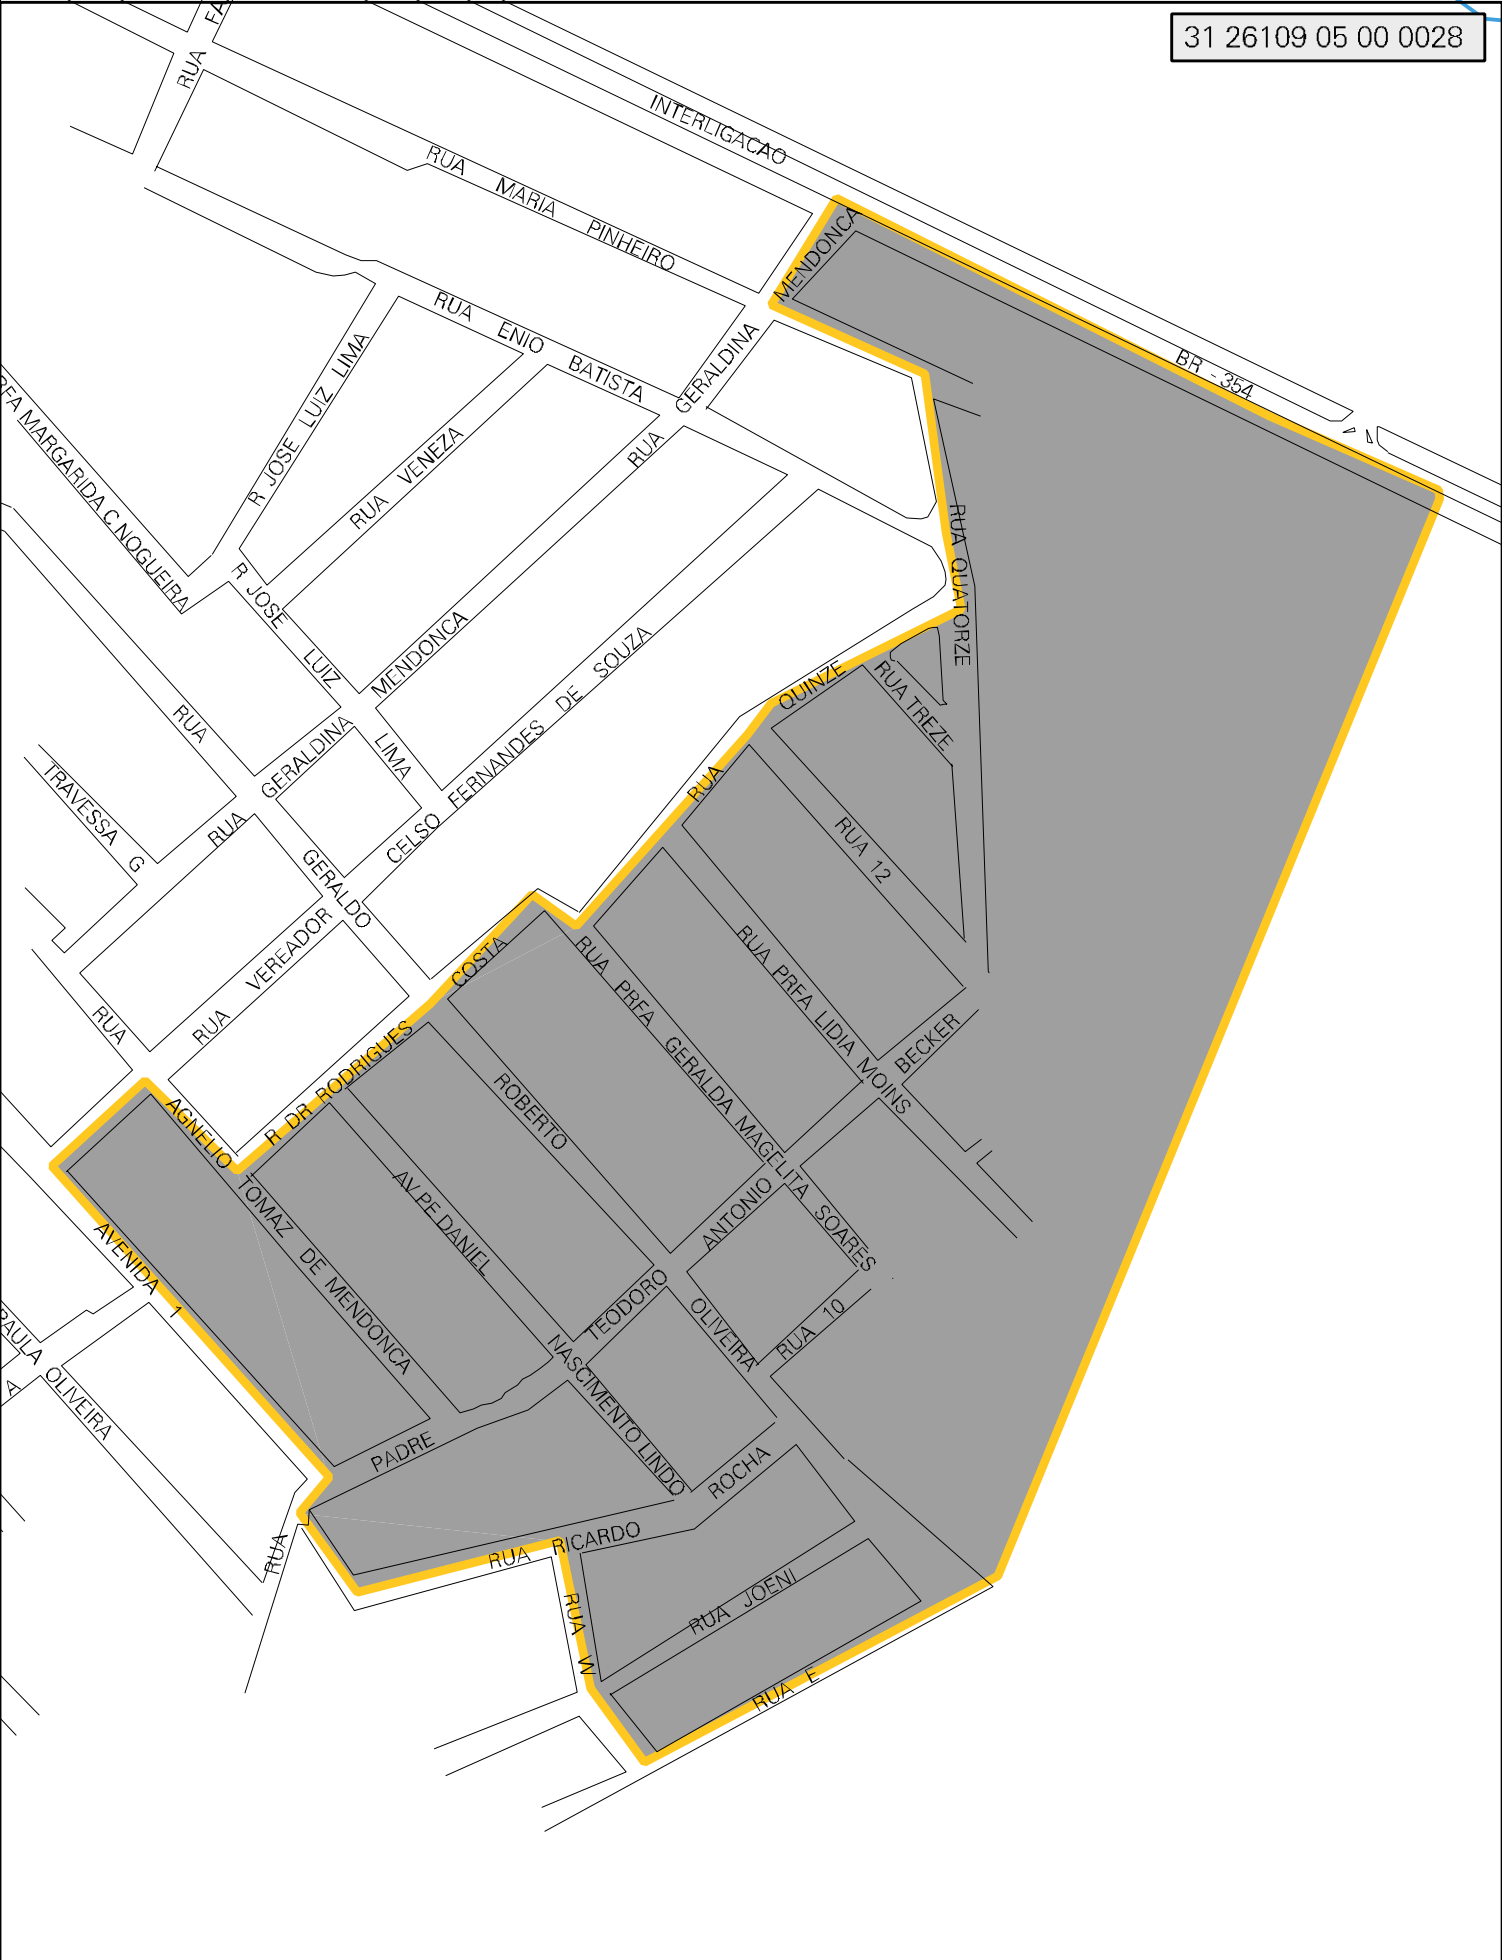 31 26109 05 00 0028
RUA
INTERLIGACAO
RUA MARIA PINHEIRO
MENDONCA
RUA ENIO BATISTA
GERALDINA
RUA
BR - 354
R JOSE LUIZ LIMA
RUA VENEZA
MARGARIDA C NOGUEIRA
RUA QUATORZE
R JOSE LUIZ LIMA
MENDONCA
CELSO FERNANDES DE SOUZA
QUINZE
RUA
RUA TREZE
RUA
GERALDINA
RUA
TRAVESSA G
RUA 12
GERALDO
RUA VEREADOR
COSTA
R DR RODRIGUES
RUA PRFA GERALDA MAGELITA SOARES
RUA PRFA LIDIA MOINS
BECKER
RUA
ROBERTO
AGNELIO TOMAZ DE MENDONCA
AV PE DANIEL
ANTONIO
TEODORO
AVENIDA 1
OLIVEIRA
RUA 10
PAULA
OLIVEIRA
A
NASCIMENTO LINDO
PADRE
ROCHA
RICARDO
RUA
RUA
RUA W
RUA JOENI
RUA E